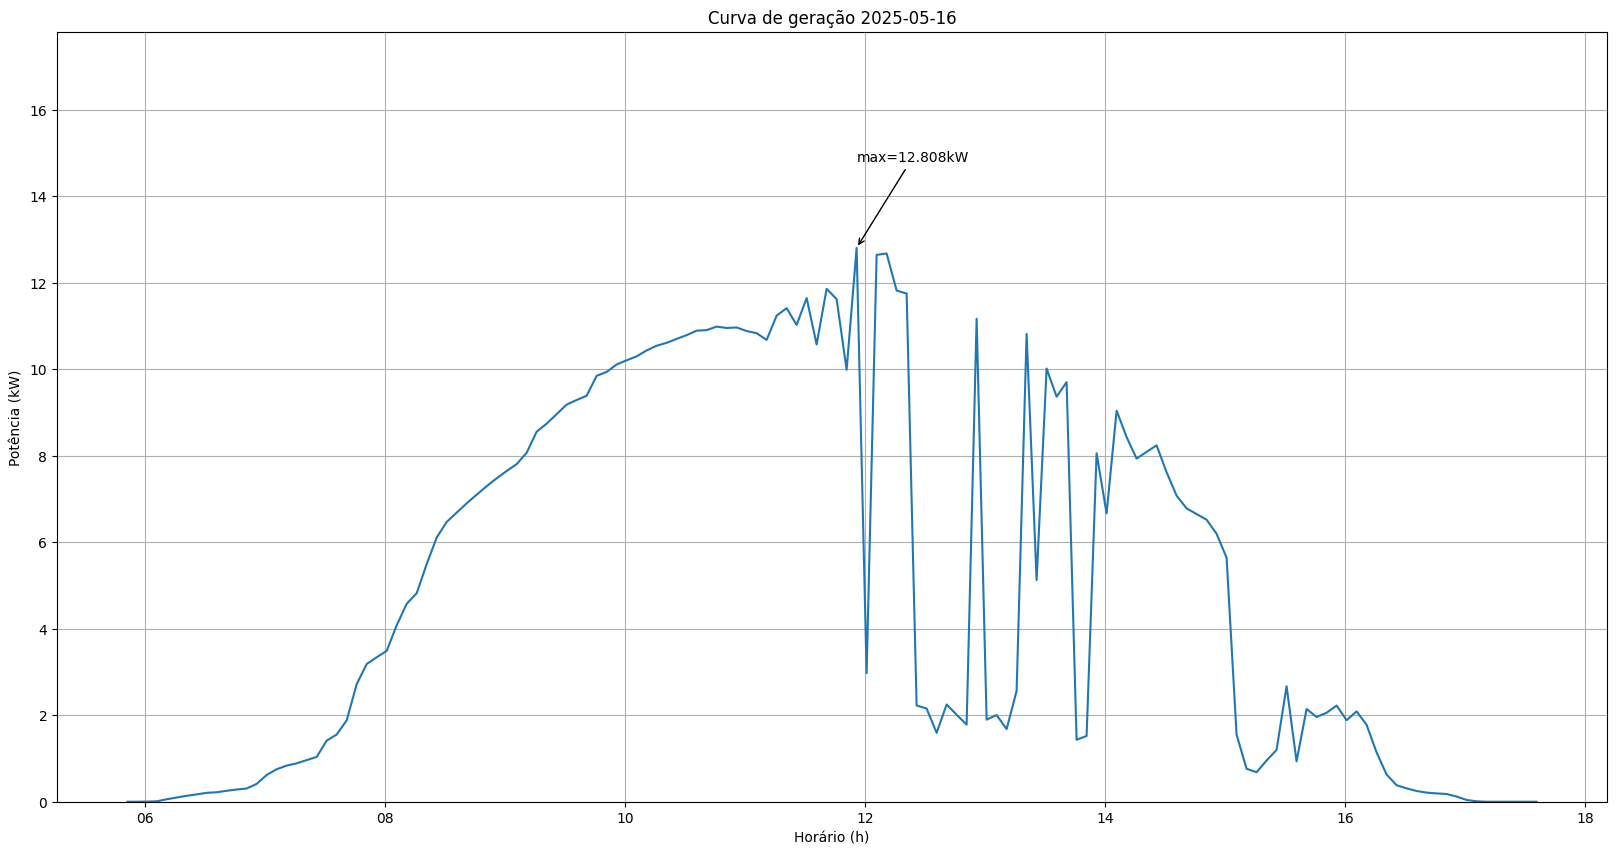 Curva de geração 2025-05-16
16
14
12
10
8
6
4
2
0
Potência (kW)
max=12.808kW
06 08 10 12 14 16 18
Horário (h)